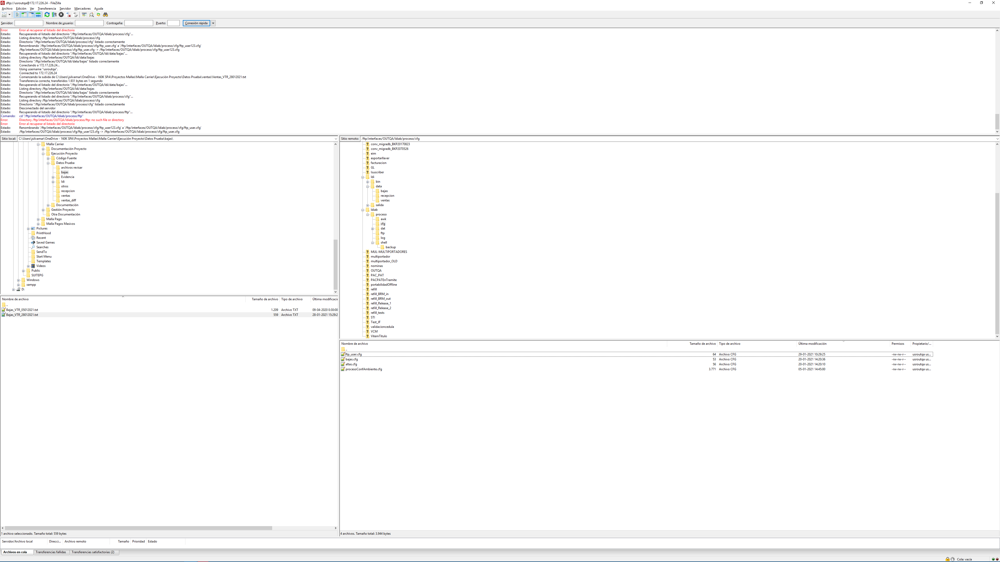 sftp://usroutqa@172.17.226.24 - FileZilla
Archivo Edición Ver Transferencia Servidor Marcadores Ayuda
Servidor: Nombre de usuario: Contraseña: Puerto: Conexión rápida
Error: Error al recuperar el listado del directorio
Estado: Recuperando el listado del directorio "/ftp/interfaces/OUTQA/ldiab/proceso/cfg"...
Estado: Listing directory /ftp/interfaces/OUTQA/ldiab/proceso/cfg
Estado: Directorio "/ftp/interfaces/OUTQA/ldiab/proceso/cfg" listado correctamente
Estado: Renombrando '/ftp/interfaces/OUTQA/ldiab/proceso/cfg/ftp_user.cfg' a '/ftp/interfaces/OUTQA/ldiab/proceso/cfg/ftp_user123.cfg'
Estado: /ftp/interfaces/OUTQA/ldiab/proceso/cfg/ftp_user.cfg -> /ftp/interfaces/OUTQA/ldiab/proceso/cfg/ftp_user123.cfg
Estado: Recuperando el listado del directorio "/ftp/interfaces/OUTQA/ldi/data/bajas"...
Estado: Listing directory /ftp/interfaces/OUTQA/ldi/data/bajas
Estado: Directorio "/ftp/interfaces/OUTQA/ldi/data/bajas" listado correctamente
Estado: Conectando a 172.17.226.24...
Estado: Using username "usroutqa".
Estado: Connected to 172.17.226.24
Estado: Comenzando la subida de C:\Users\jsilvamar\OneDrive - 160K SPA\Proyectos Mallas\Malla Carrier\Ejecución Proyecto\Datos Prueba\ventas\Ventas_VTR_28012021.txt
Estado: Transferencia correcta, transferidos 1.931 bytes en 1 segundo
Estado: Recuperando el listado del directorio "/ftp/interfaces/OUTQA/ldi/data/bajas"...
Estado: Listing directory /ftp/interfaces/OUTQA/ldi/data/bajas
Estado: Directorio "/ftp/interfaces/OUTQA/ldi/data/bajas" listado correctamente
Estado: Recuperando el listado del directorio "/ftp/interfaces/OUTQA/ldiab/proceso/cfg"...
Estado: Listing directory /ftp/interfaces/OUTQA/ldiab/proceso/cfg
Estado: Directorio "/ftp/interfaces/OUTQA/ldiab/proceso/cfg" listado correctamente
Estado: Desconectado del servidor
Estado: Recuperando el listado del directorio "/ftp/interfaces/OUTQA/ldiab/proceso/ftp"...
Comando: cd "/ftp/interfaces/OUTQA/ldiab/proceso/ftp"
Error: Directory /ftp/interfaces/OUTQA/ldiab/proceso/ftp: no such file or directory
Error: Error al recuperar el listado del directorio
Estado: Renombrando '/ftp/interfaces/OUTQA/ldiab/proceso/cfg/ftp_user123.cfg' a '/ftp/interfaces/OUTQA/ldiab/proceso/cfg/ftp_user.cfg'
Estado: /ftp/interfaces/OUTQA/ldiab/proceso/cfg/ftp_user123.cfg -> /ftp/interfaces/OUTQA/ldiab/proceso/cfg/ftp_user.cfg
Sitio local: C:\Users\jsilvamar\OneDrive - 160K SPA\Proyectos Mallas\Malla Carrier\Ejecución Proyecto\Datos Prueba\bajas\
Malla Carrier
Documentación Proyecto
Ejecución Proyecto
Código Fuente
Datos Prueba
archivos revisar
bajas
Evidencia
ldi
otros
recepcion
ventas
ventas_diff
Documentación
Gestión Proyecto
Otra Documentación
Malla Pago
Malla Pagos Masivos
Pictures
PrintHood
Recent
Saved Games
Searches
SendTo
Start Menu
Templates
Videos
Public
SUITEPG
Windows
xampp
D:
Nombre de archivo Tamaño de archivo Tipo de archivo Última modificació
..
Bajas_VTR_05012021.txt 1.209 Archivo TXT 09-04-2020 0:30:00
Bajas_VTR_28012021.txt 559 Archivo TXT 28-01-2021 15:29:2
1 archivo seleccionado. Tamaño total: 559 bytes
Sitio remoto: /ftp/interfaces/OUTQA/ldiab/proceso/cfg
conv_migradb_BKP20170823
conv_migradb_BKP2070526
eim
exportarllaver
facturacion
GL
lsuscriber
ldi
bin
data
bajas
recepcion
ventas
salida
ldiab
proceso
awk
cfg
dat
ftp
log
shell
backup
MUL-MULTIPORTADORES
multiportador
multiportador_OLD
nominas
OUTQA
PAC_PAT
PACPATEnTramite
portabilidadOffline
refill
refill_BRM_in
refill_BRM_out
refill_Release_1
refill_Release_2
refill_tests
STI
Test_JF
validacioncedula
VCM
VitemTitulo
Nombre de archivo Tamaño de archivo Tipo de archivo Última modificación Permisos Propietario/...
..
ftp_user.cfg 64 Archivo CFG 29-01-2021 10:29:25 -rw-rw-r-- usroutqa us...
bajas.cfg 53 Archivo CFG 20-01-2021 14:20:36 -rw-rw-r-- usroutqa us...
altas.cfg 56 Archivo CFG 20-01-2021 14:20:10 -rw-rw-r-- usroutqa us...
procesoConfAmbiente.cfg 3.771 Archivo CFG 05-01-2021 14:45:00 -rw-rw-r-- usroutqa us...
4 archivos. Tamaño total: 3.944 bytes
Servidor/Archivo local Direcci... Archivo remoto Tamaño Prioridad Estado
Archivos en cola Transferencias fallidas Transferencias satisfactorias (2)
Cola: vacía